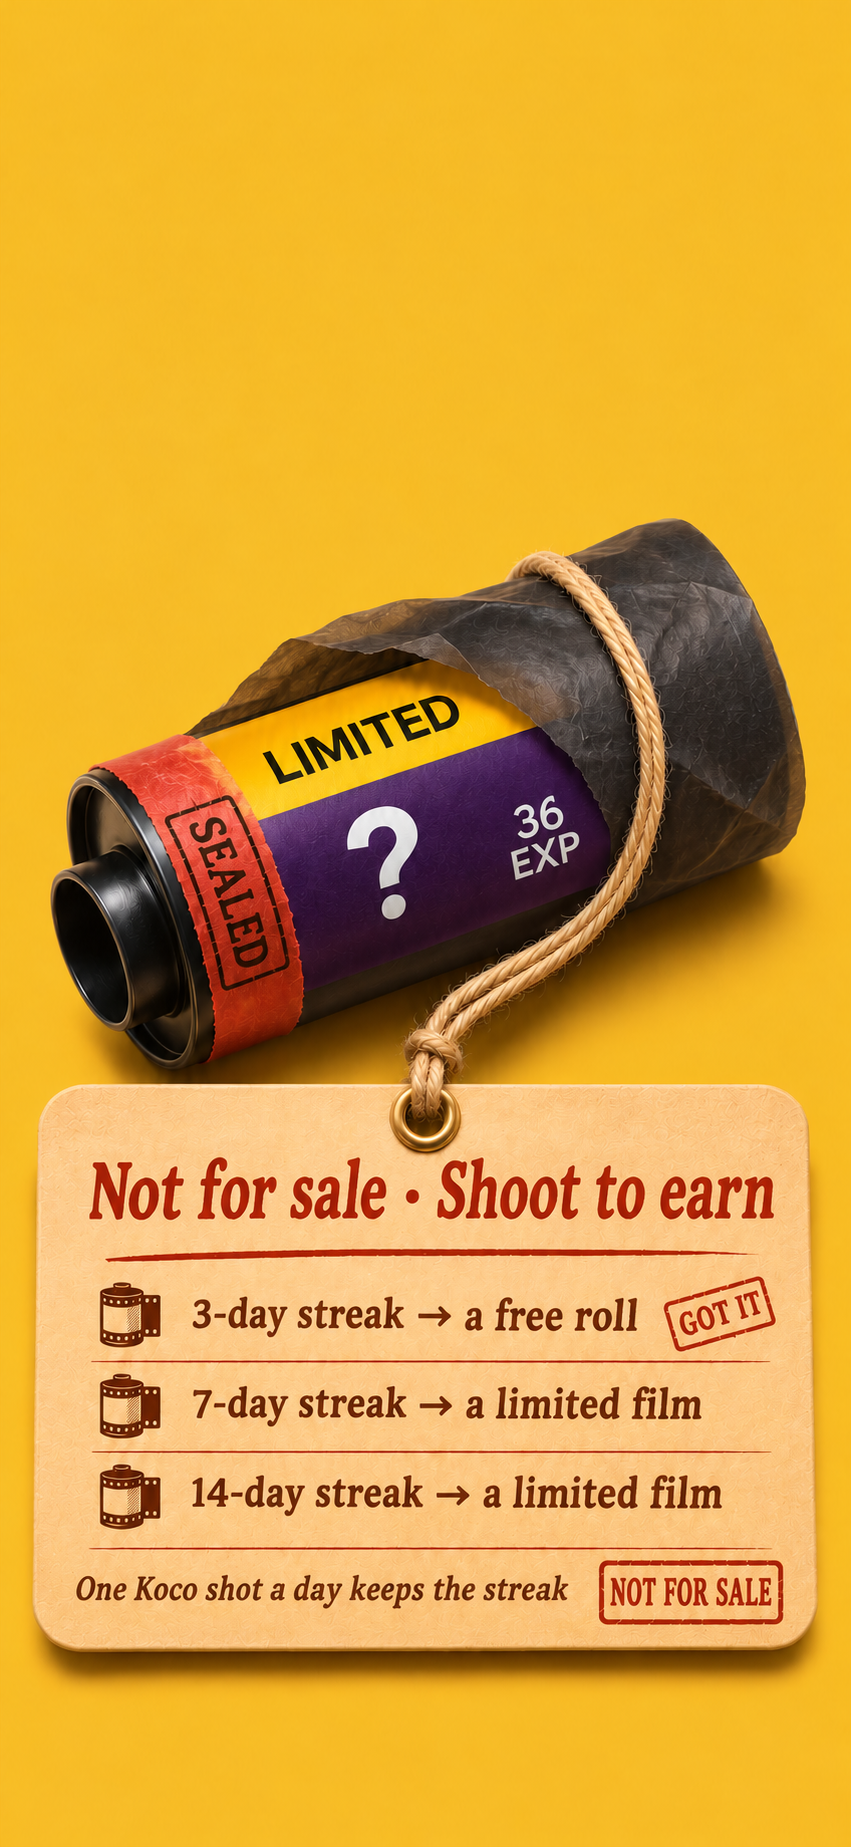 LIMITED
?
36
EXP
SEALED
Not for sale · Shoot to earn
3-day streak → a free roll
GOT IT
7-day streak → a limited film
14-day streak → a limited film
One Koco shot a day keeps the streak
NOT FOR SALE